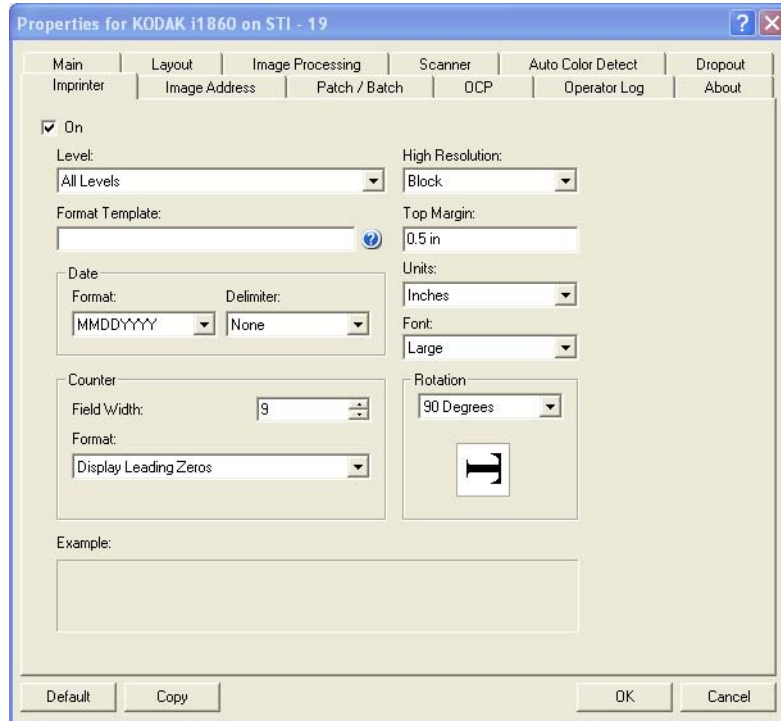 Properties for KODAK i1860 on STI - 19
Main Layout Image Processing Scanner Auto Color Detect Dropout
Imprinter Image Address Patch / Batch OCP Operator Log About
On
Level:
All Levels
High Resolution:
Block
Format Template:
Top Margin:
0.5 in
Date
Format:
MMDDYYYY
Delimiter:
None
Units:
Inches
Font:
Large
Counter
Field Width:
9
Format:
Display Leading Zeros
Rotation
90 Degrees
T
Example:
Default Copy OK Cancel